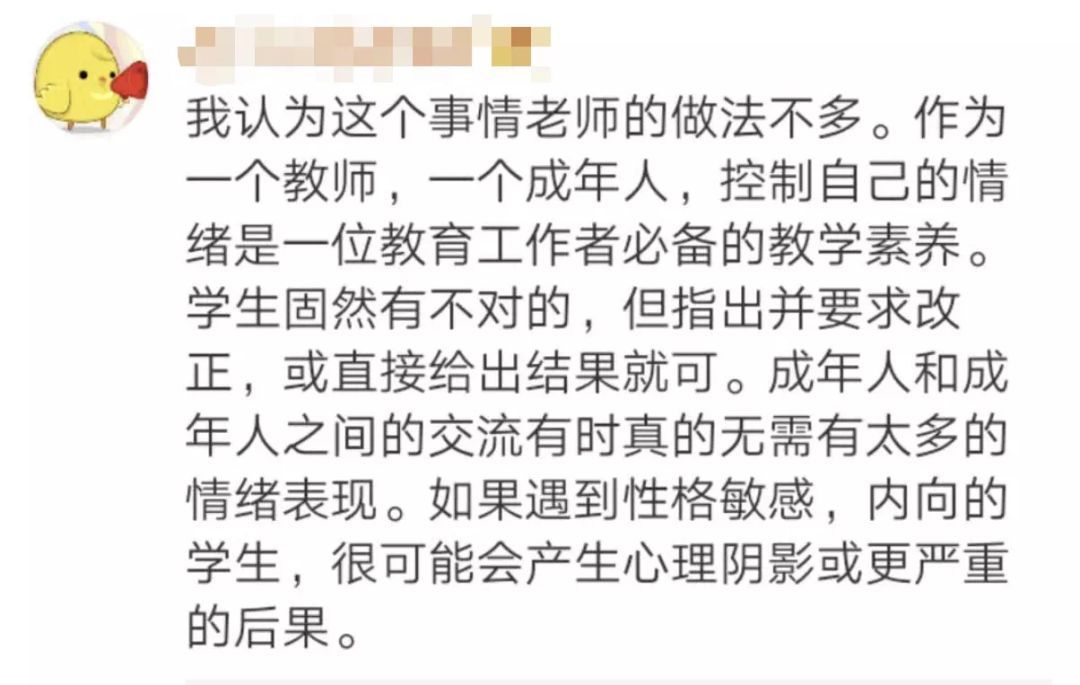 我认为这个事情老师的做法不多。作为
一个教师，一个成年人，控制自己的情
绪是一位教育工作者必备的教学素养。
学生固然有不对的，但指出并要求改
正，或直接给出结果就可。成年人和成
年人之间的交流有时真的无需有太多的
情绪表现。如果遇到性格敏感，内向的
学生，很可能会产生心理阴影或更严重
的后果。